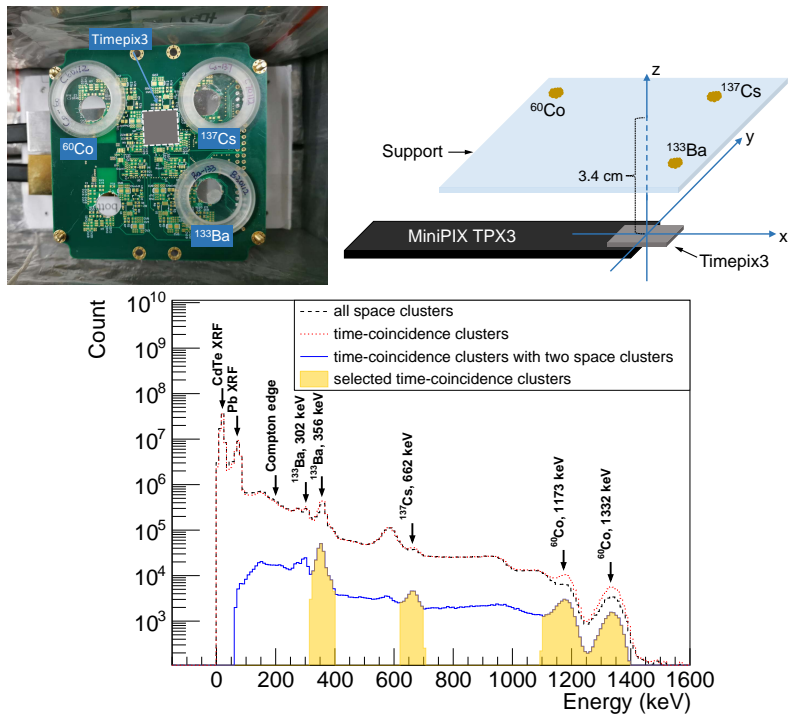 Timepix3
⁶⁰Co
¹³⁷Cs
¹³³Ba
z
¹³⁷Cs
⁶⁰Co
y
¹³³Ba
Support
3.4 cm
MiniPIX TPX3
x
Timepix3
Count
10¹⁰
10⁹
10⁸
10⁷
10⁶
10⁵
10⁴
10³
all space clusters
time-coincidence clusters
time-coincidence clusters with two space clusters
selected time-coincidence clusters
CdTe XRF
Pb XRF
Compton edge
¹³³Ba, 302 keV
¹³³Ba, 356 keV
¹³⁷Cs, 662 keV
⁶⁰Co, 1173 keV
⁶⁰Co, 1332 keV
0 200 400 600 800 1000 1200 1400 1600
Energy (keV)